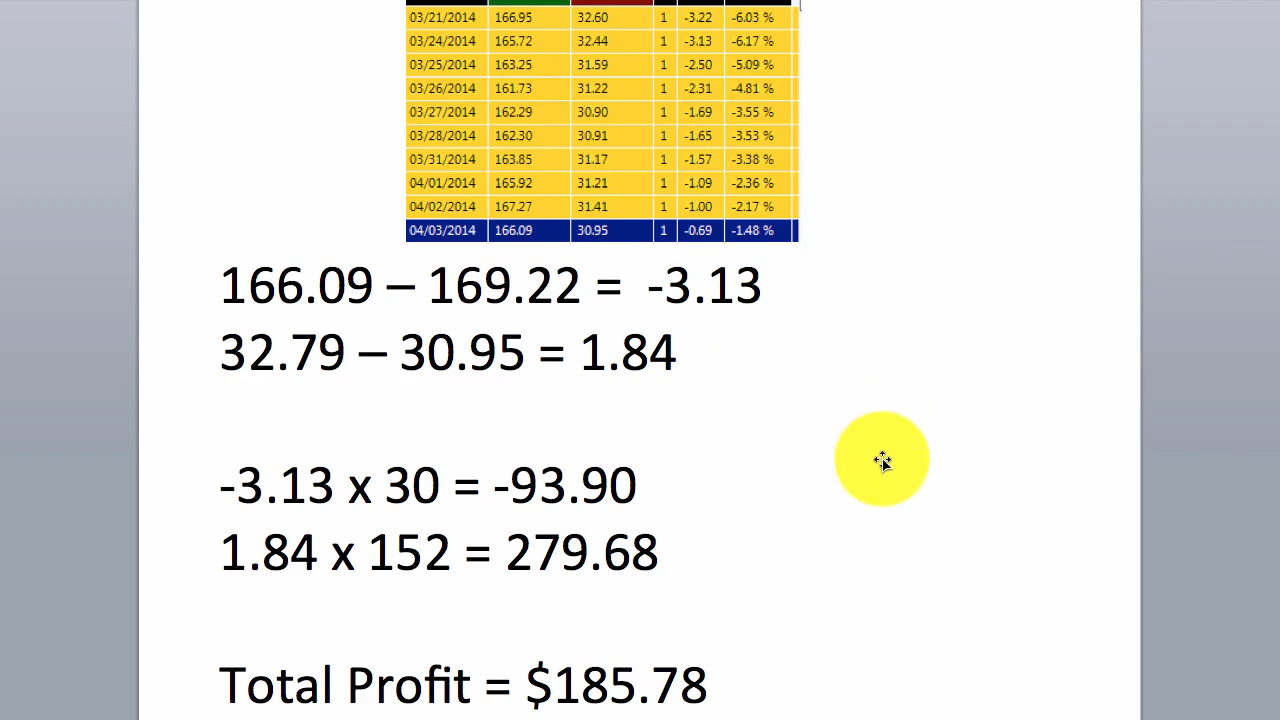 03/21/2014 166.95 32.60 1 -3.22 -6.03 %
03/24/2014 165.72 32.44 1 -3.13 -6.17 %
03/25/2014 163.25 31.59 1 -2.50 -5.09 %
03/26/2014 161.73 31.22 1 -2.31 -4.81 %
03/27/2014 162.29 30.90 1 -1.69 -3.55 %
03/28/2014 162.30 30.91 1 -1.65 -3.53 %
03/31/2014 163.85 31.17 1 -1.57 -3.38 %
04/01/2014 165.92 31.21 1 -1.09 -2.36 %
04/02/2014 167.27 31.41 1 -1.00 -2.17 %
04/03/2014 166.09 30.95 1 -0.69 -1.48 %
166.09 – 169.22 = -3.13
32.79 – 30.95 = 1.84
-3.13 x 30 = -93.90
1.84 x 152 = 279.68
Total Profit = $185.78